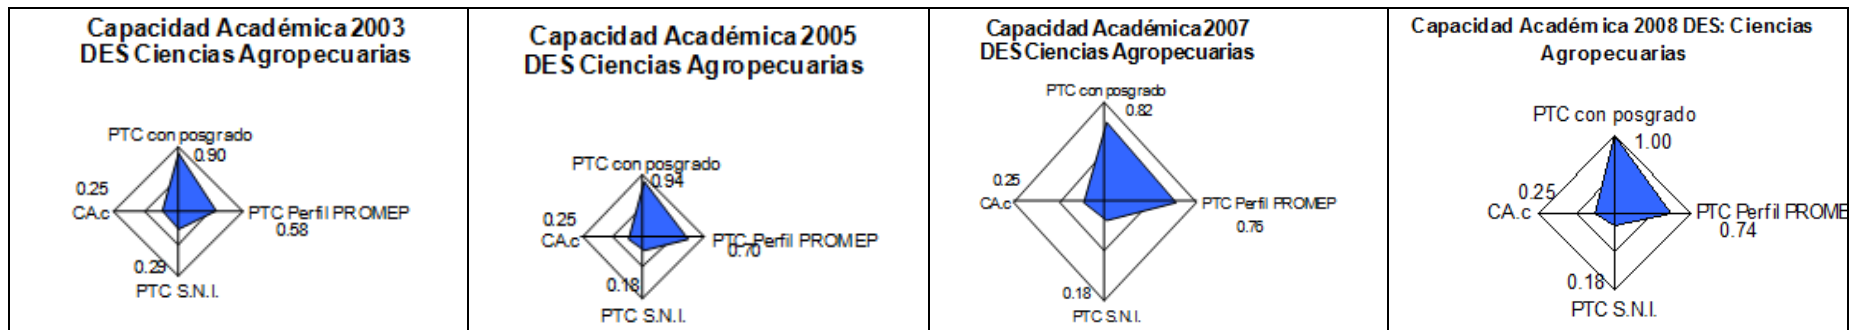 Capacidad Académica 2003
DES Ciencias Agropecuarias
PTC con posgrado
0.90
0.25
CA.c
PTC Perfil PROMEP
0.58
0.29
PTC S.N.I.
Capacidad Académica 2005
DES Ciencias Agropecuarias
PTC con posgrado
0.94
0.25
CA.c
PTC Perfil PROMEP
0.70
0.18
PTC S.N.I.
Capacidad Académica 2007
DES Ciencias Agropecuarias
PTC con posgrado
0.82
0.25
CA.c
PTC Perfil PROMEP
0.76
0.18
PTC S.N.I.
Capacidad Académica 2008 DES: Ciencias
Agropecuarias
PTC con posgrado
1.00
0.25
CA.c
PTC Perfil PROME
0.74
0.18
PTC S.N.I.